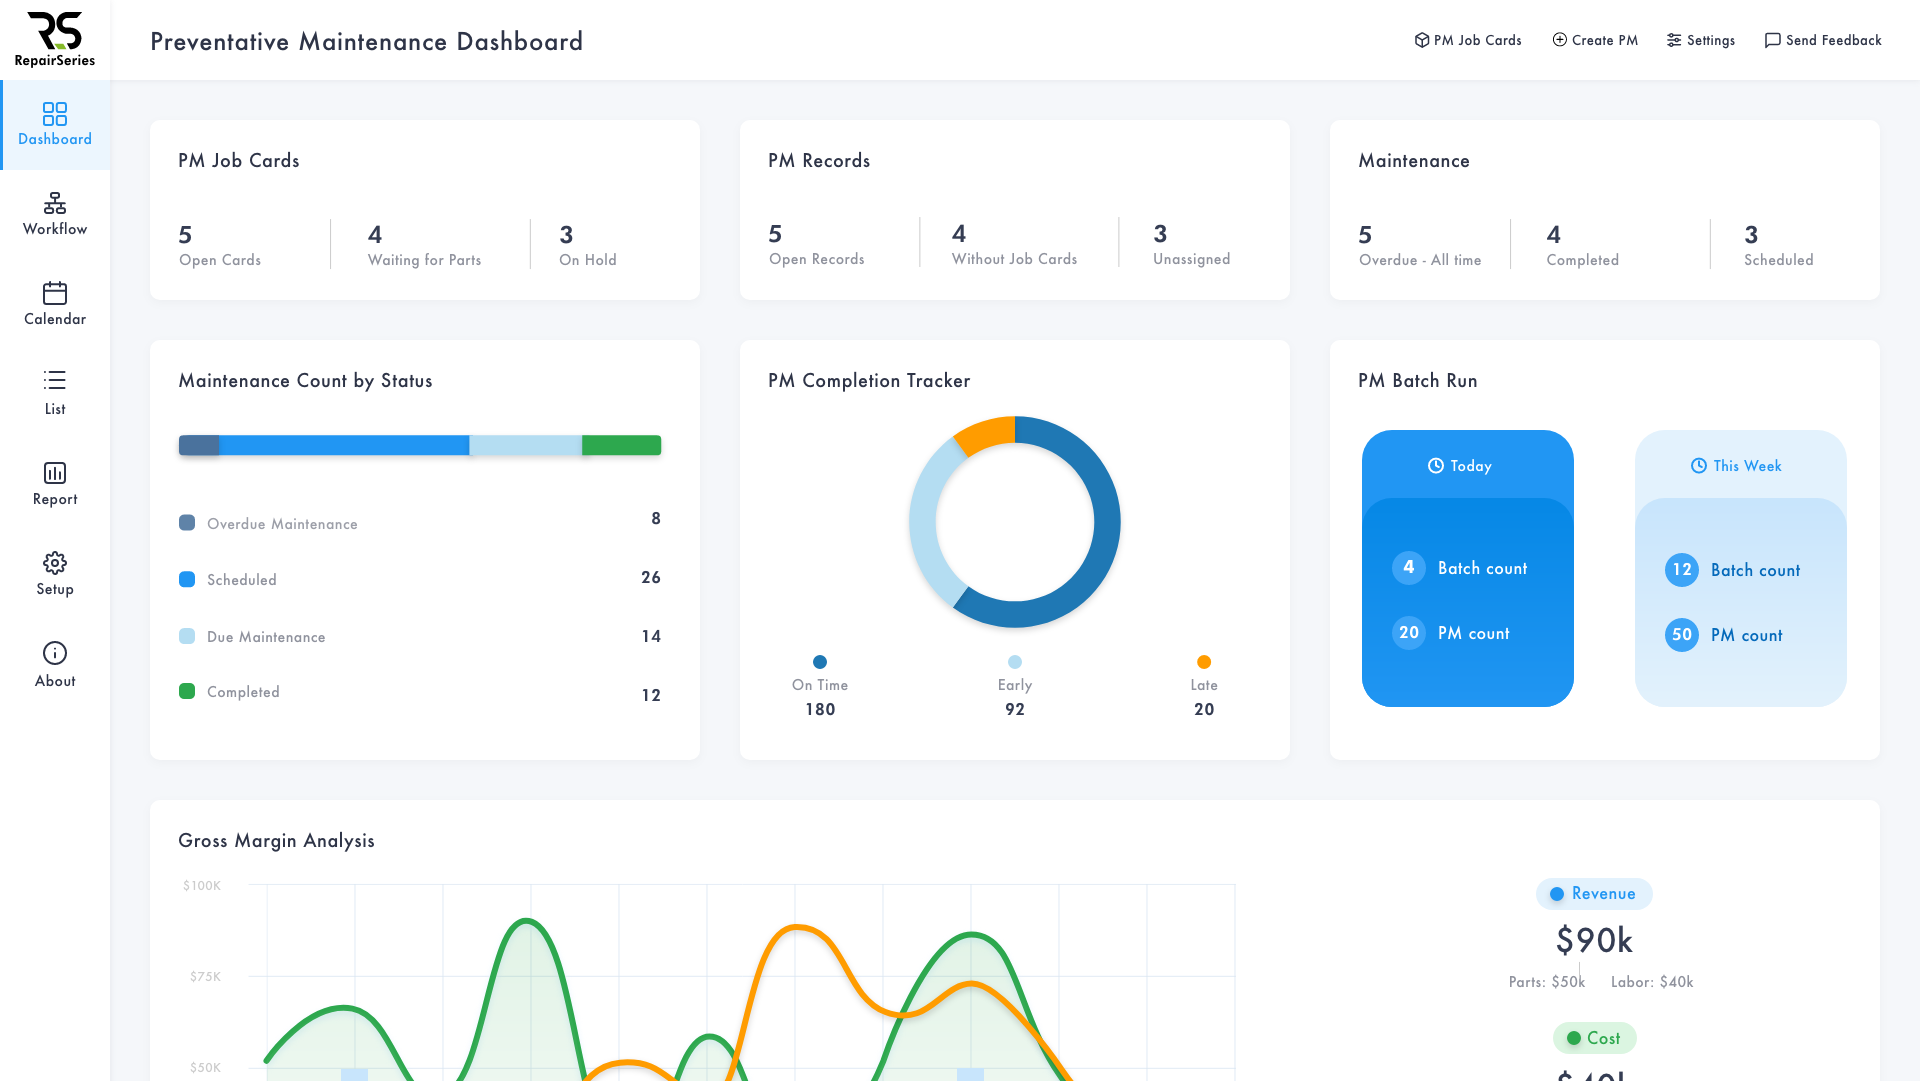 RS
RepairSeries
Preventative Maintenance Dashboard
PM Job Cards
Create PM
Settings
Send Feedback
Dashboard
Workflow
Calendar
List
Report
Setup
About
PM Job Cards
5
Open Cards
4
Waiting for Parts
3
On Hold
PM Records
5
Open Records
4
Without Job Cards
3
Unassigned
Maintenance
5
Overdue - All time
4
Completed
3
Scheduled
Maintenance Count by Status
Overdue Maintenance 8
Scheduled 26
Due Maintenance 14
Completed 12
PM Completion Tracker
On Time
180
Early
92
Late
20
PM Batch Run
Today
4 Batch count
20 PM count
This Week
12 Batch count
50 PM count
Gross Margin Analysis
$100K
$75K
$50K
Revenue
$90k
Parts: $50k
Labor: $40k
Cost